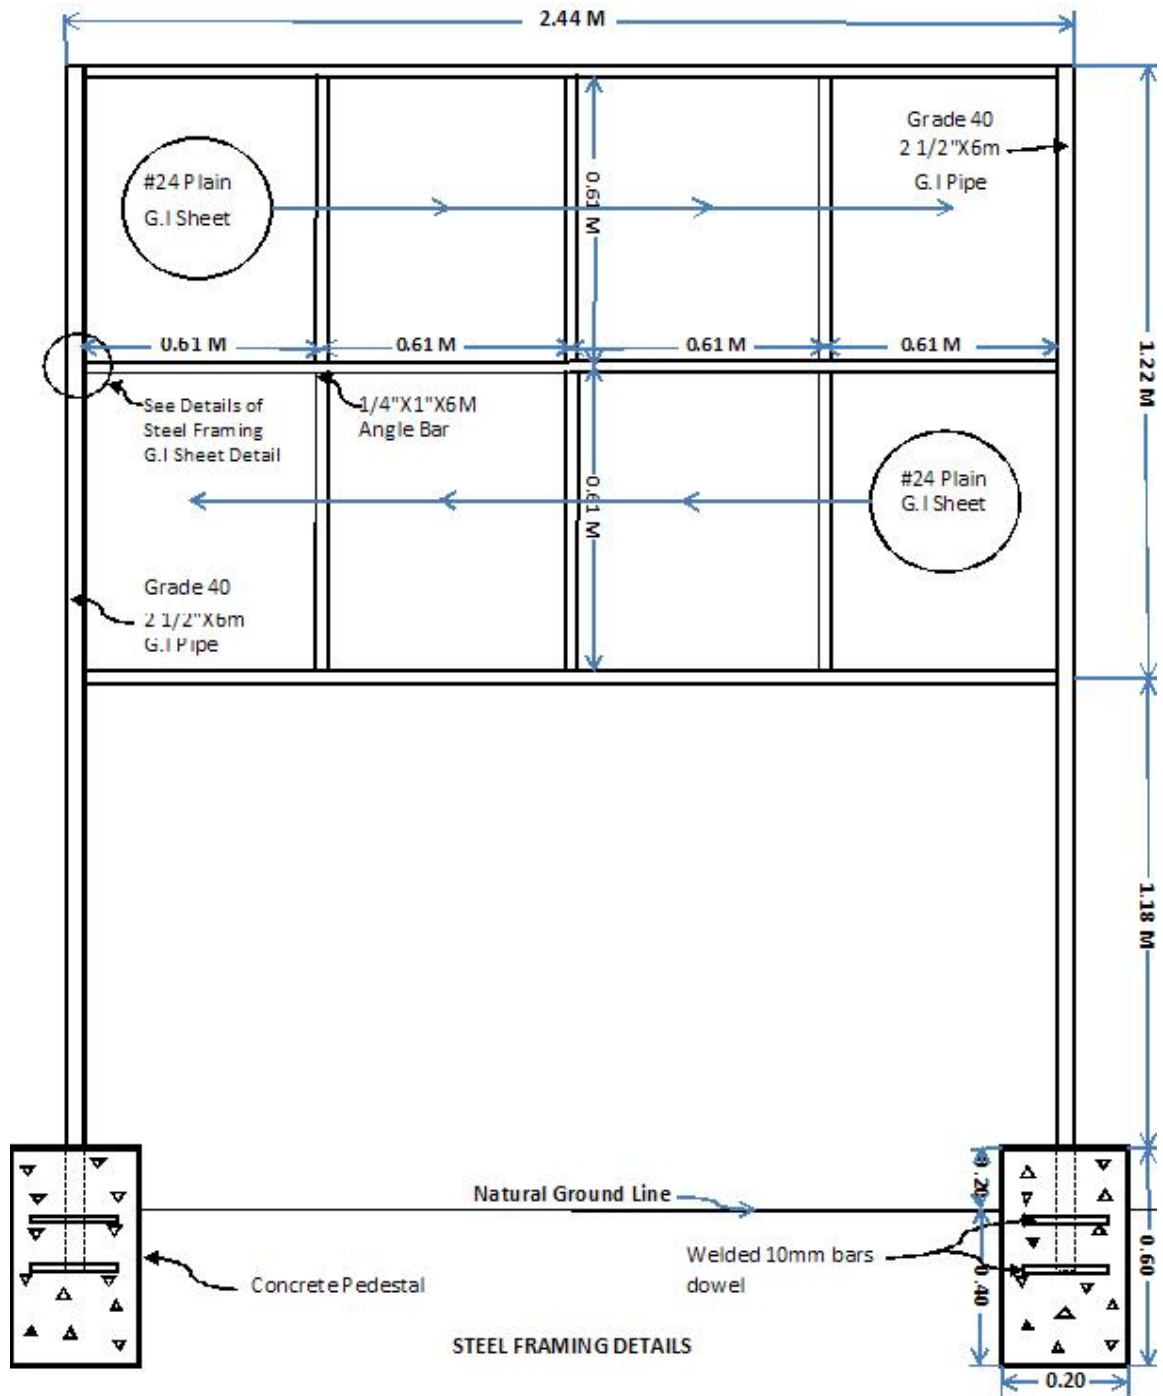 2.44 M
Grade 40
2 1/2"X6m
G.I Pipe
#24 Plain
G.I Sheet
0.61 M
0.61 M
0.61 M
0.61 M
0.61 M
1.22 M
See Details of
Steel Framing
G.I Sheet Detail
1/4"X1"X6M
Angle Bar
#24 Plain
G.I Sheet
0.61 M
Grade 40
2 1/2"X6m
G.I Pipe
1.18 M
0.20
Natural Ground Line
Welded 10mm bars
dowel
0.40
0.60
Concrete Pedestal
STEEL FRAMING DETAILS
0.20